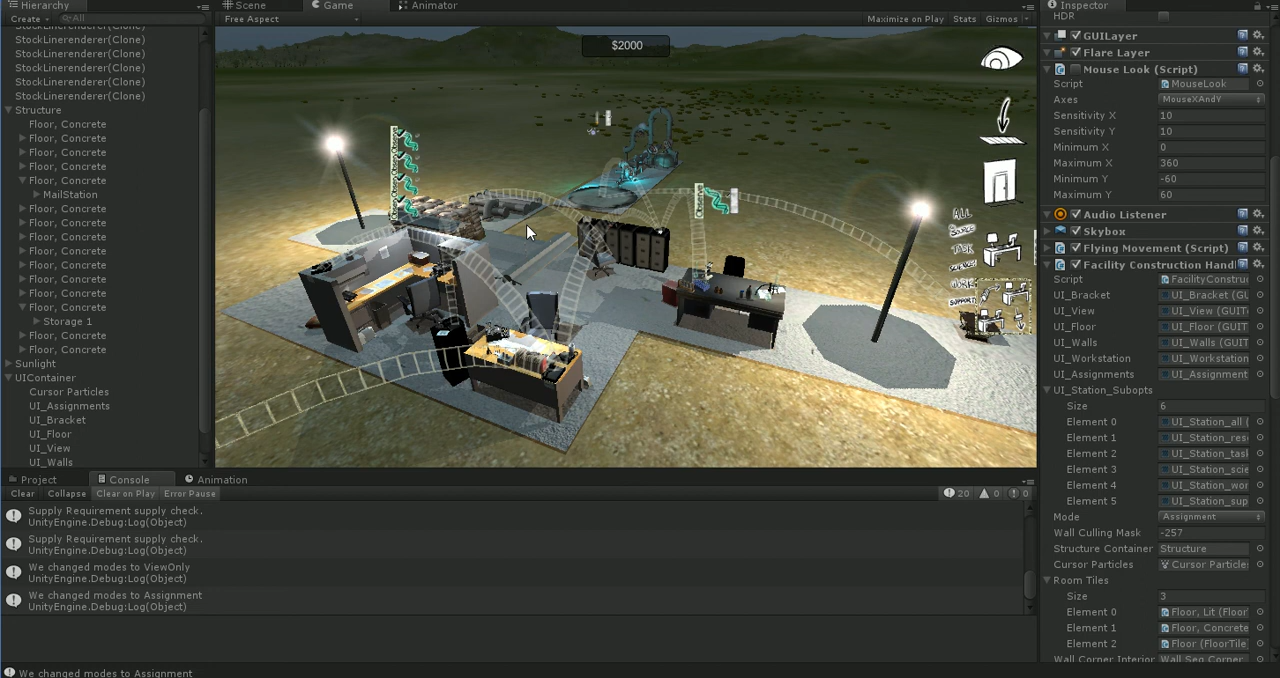 Hierarchy
Create
All
StockLinerenderer(Clone)
StockLinerenderer(Clone)
StockLinerenderer(Clone)
StockLinerenderer(Clone)
StockLinerenderer(Clone)
Structure
Floor, Concrete
Floor, Concrete
Floor, Concrete
Floor, Concrete
Floor, Concrete
MailStation
Floor, Concrete
Floor, Concrete
Floor, Concrete
Floor, Concrete
Floor, Concrete
Floor, Concrete
Floor, Concrete
Floor, Concrete
Storage 1
Floor, Concrete
Floor, Concrete
Sunlight
UIContainer
Cursor Particles
UI_Assignments
UI_Bracket
UI_Floor
UI_View
UI_Walls
Scene
Game
Animator
Free Aspect
Maximize on Play
Stats
Gizmos
$2000
ALL
SOURCE
TASK
SCIENCE
WORK
SUPPORT
Project
Console
Animation
Clear
Collapse
Clear on Play
Error Pause
20
0
0
Supply Requirement supply check.
UnityEngine.Debug:Log(Object)
Supply Requirement supply check.
UnityEngine.Debug:Log(Object)
We changed modes to ViewOnly
UnityEngine.Debug:Log(Object)
We changed modes to Assignment
UnityEngine.Debug:Log(Object)
We changed modes to Assignment
Inspector
HDR
GUILayer
Flare Layer
Mouse Look (Script)
Script MouseLook
Axes MouseXAndY
Sensitivity X 10
Sensitivity Y 10
Minimum X 0
Maximum X 360
Minimum Y -60
Maximum Y 60
Audio Listener
Skybox
Flying Movement (Script)
Facility Construction Handl
Script FacilityConstruc
UI_Bracket UI_Bracket (GU
UI_View UI_View (GUIT
UI_Floor UI_Floor (GUIT
UI_Walls UI_Walls (GUIT
UI_Workstation UI_Workstation
UI_Assignments UI_Assignment
UI_Station_Subopts
Size 6
Element 0 UI_Station_all (
Element 1 UI_Station_res
Element 2 UI_Station_task
Element 3 UI_Station_scie
Element 4 UI_Station_wor
Element 5 UI_Station_sup
Mode Assignment
Wall Culling Mask -257
Structure Container Structure
Cursor Particles Cursor Particle
Room Tiles
Size 3
Element 0 Floor, Lit (Floor
Element 1 Floor, Concrete
Element 2 Floor (FloorTile
Wall Corner Interior Wall Seg Corner